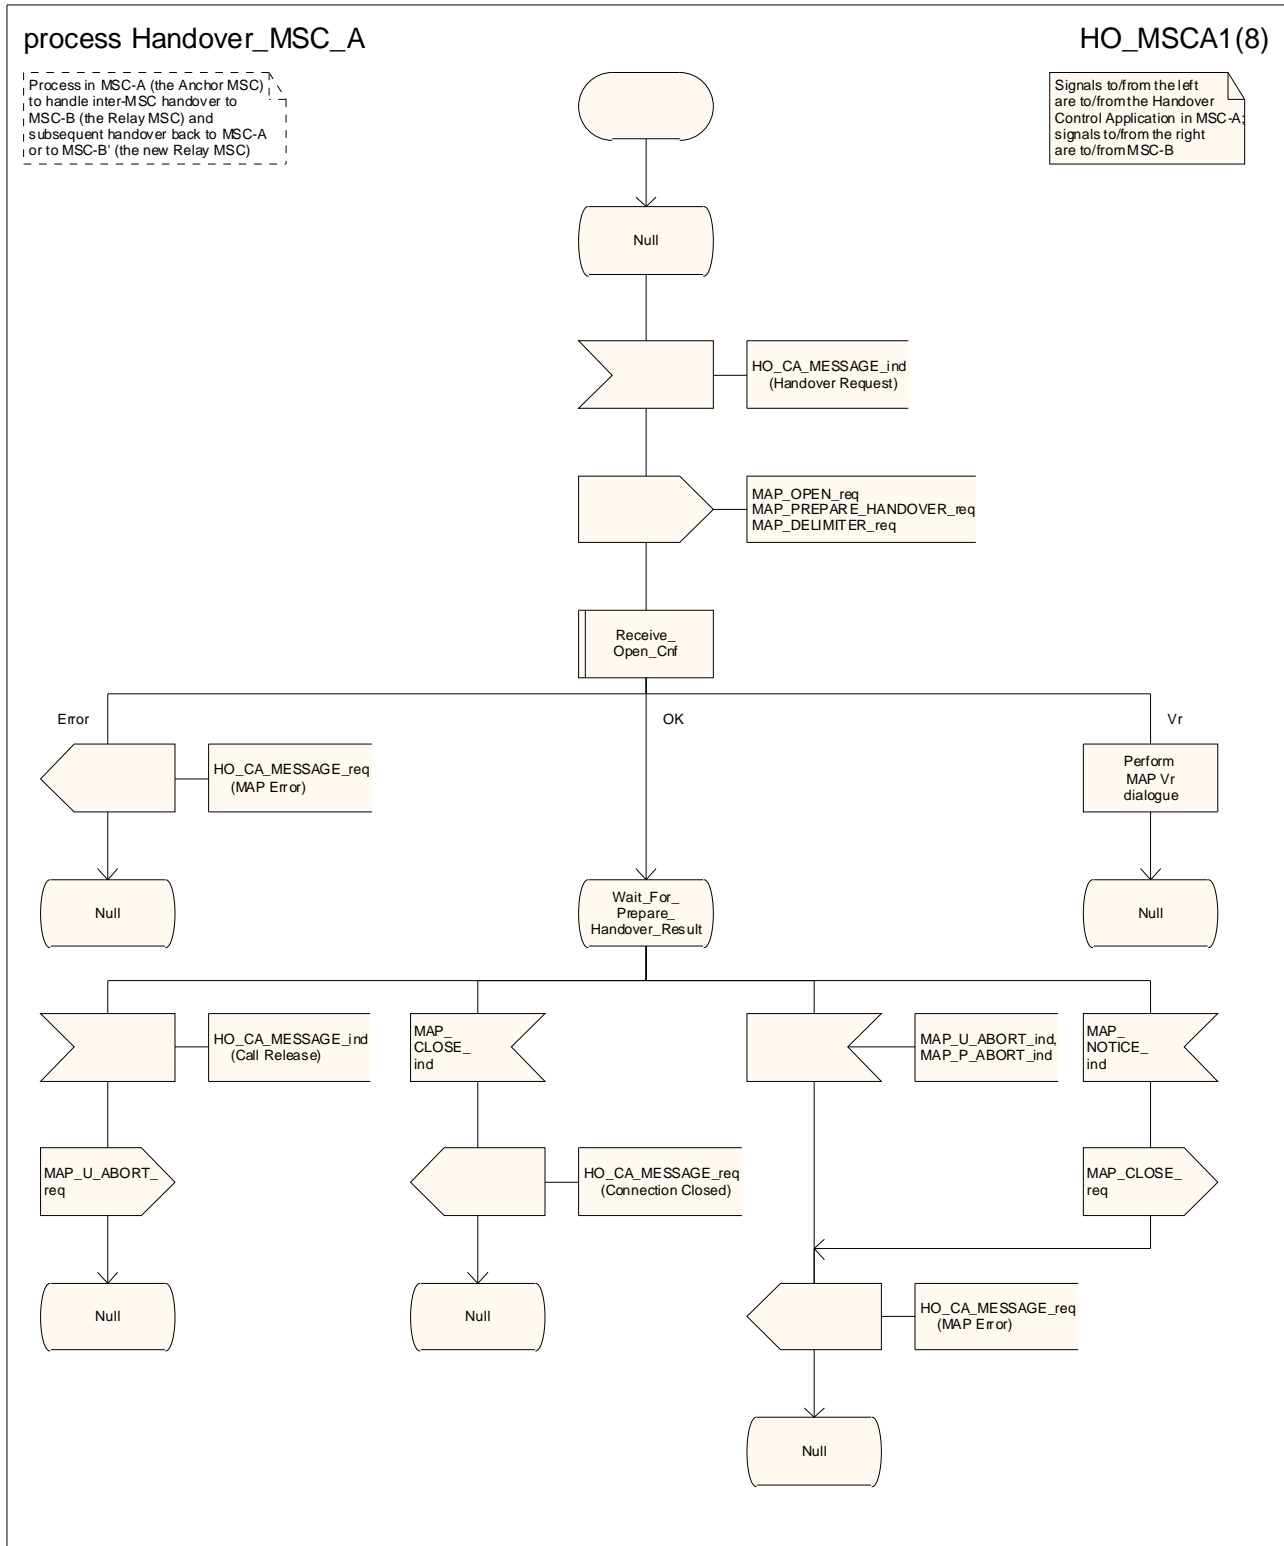 process Handover_MSC_A
HO_MSCA1(8)
Process in MSC-A (the Anchor MSC)
to handle inter-MSC handover to
MSC-B (the Relay MSC) and
subsequent handover back to MSC-A
or to MSC-B' (the new Relay MSC)
Signals to/from the left
are to/from the Handover
Control Application in MSC-A;
signals to/from the right
are to/from MSC-B
Null
HO_CA_MESSAGE_ind
(Handover Request)
MAP_OPEN_req
MAP_PREPARE_HANDOVER_req
MAP_DELIMITER_req
Receive_
Open_Cnf
Error
OK
Vr
HO_CA_MESSAGE_req
(MAP Error)
Perform
MAP Vr
dialogue
Null
Wait_For_
Prepare_
Handover_Result
Null
HO_CA_MESSAGE_ind
(Call Release)
MAP_
CLOSE_
ind
MAP_U_ABORT_ind,
MAP_P_ABORT_ind
MAP_
NOTICE_
ind
MAP_U_ABORT_
req
HO_CA_MESSAGE_req
(Connection Closed)
MAP_CLOSE_
req
Null
Null
HO_CA_MESSAGE_req
(MAP Error)
Null